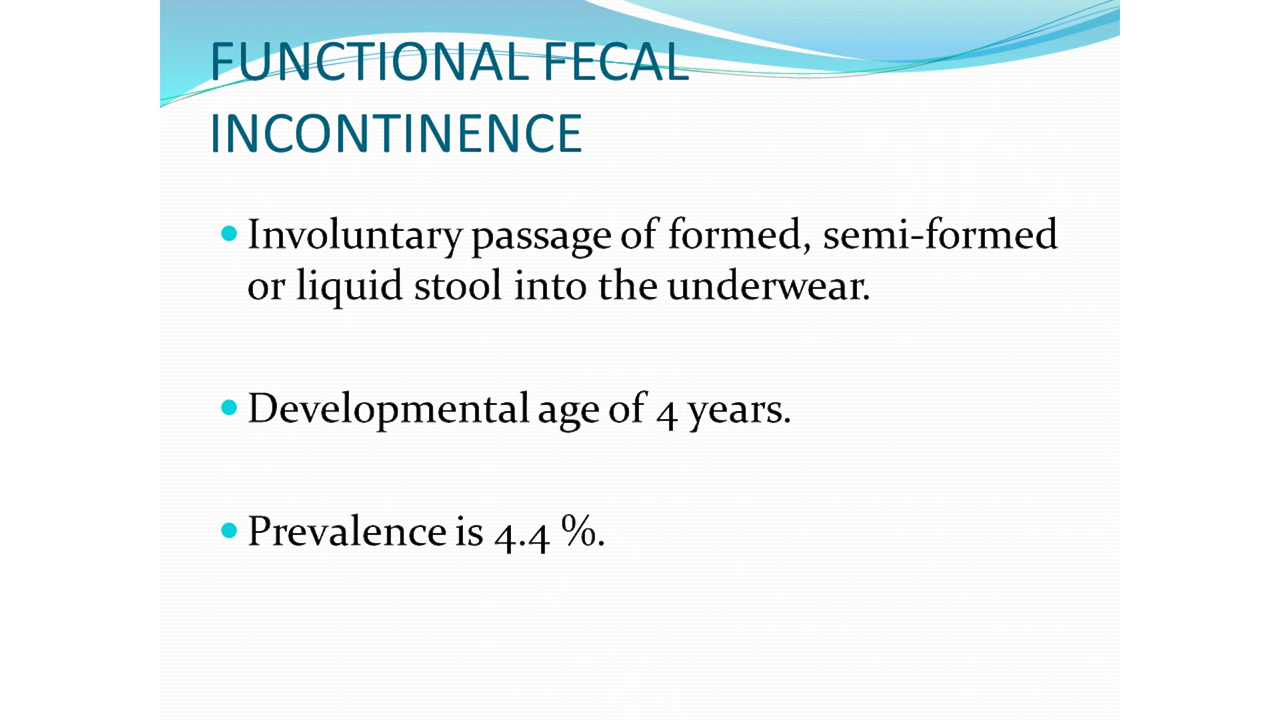 FUNCTIONAL FECAL
INCONTINENCE
• Involuntary passage of formed, semi-formed
or liquid stool into the underwear.
• Developmental age of 4 years.
• Prevalence is 4.4 %.